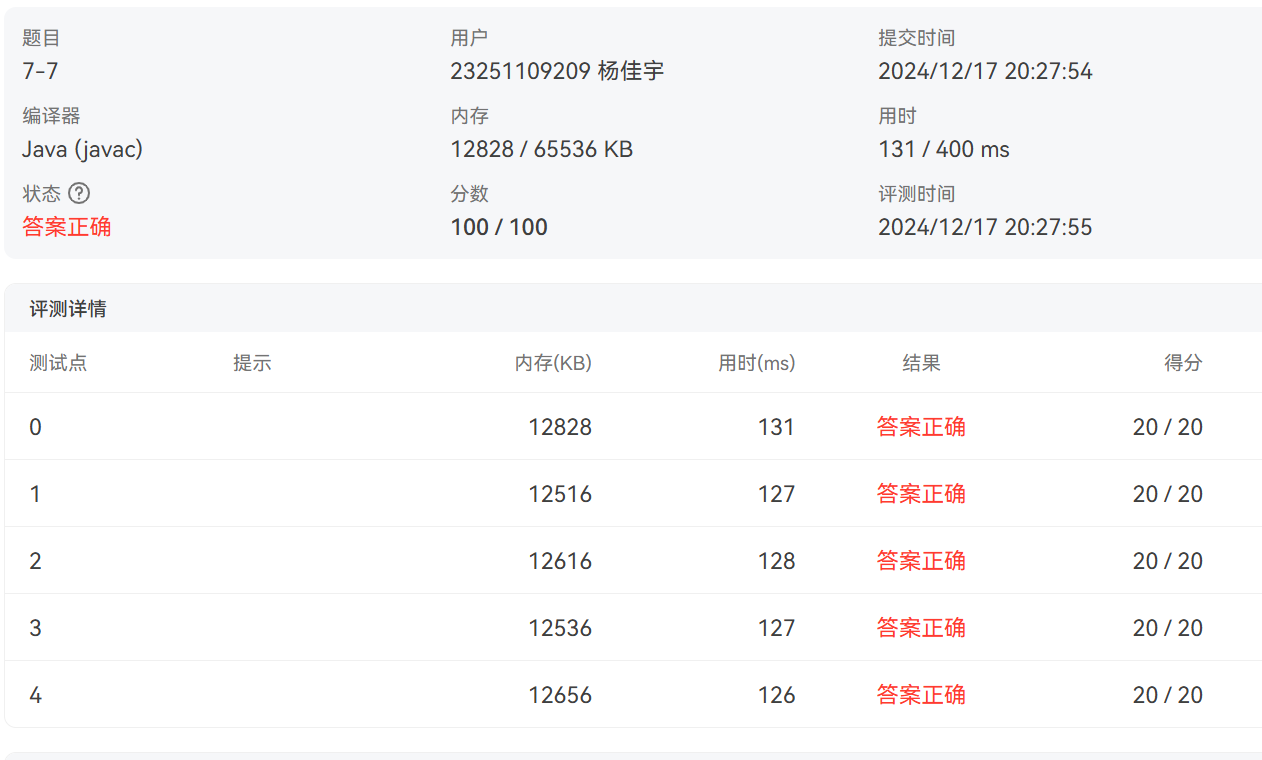 题目 用户 提交时间
7-7 23251109209 杨佳宇 2024/12/17 20:27:54
编译器 内存 用时
Java (javac) 12828 / 65536 KB 131 / 400 ms
状态 ? 分数 评测时间
答案正确 100 / 100 2024/12/17 20:27:55
评测详情
测试点 提示 内存(KB) 用时(ms) 结果 得分
0 12828 131 答案正确 20 / 20
1 12516 127 答案正确 20 / 20
2 12616 128 答案正确 20 / 20
3 12536 127 答案正确 20 / 20
4 12656 126 答案正确 20 / 20